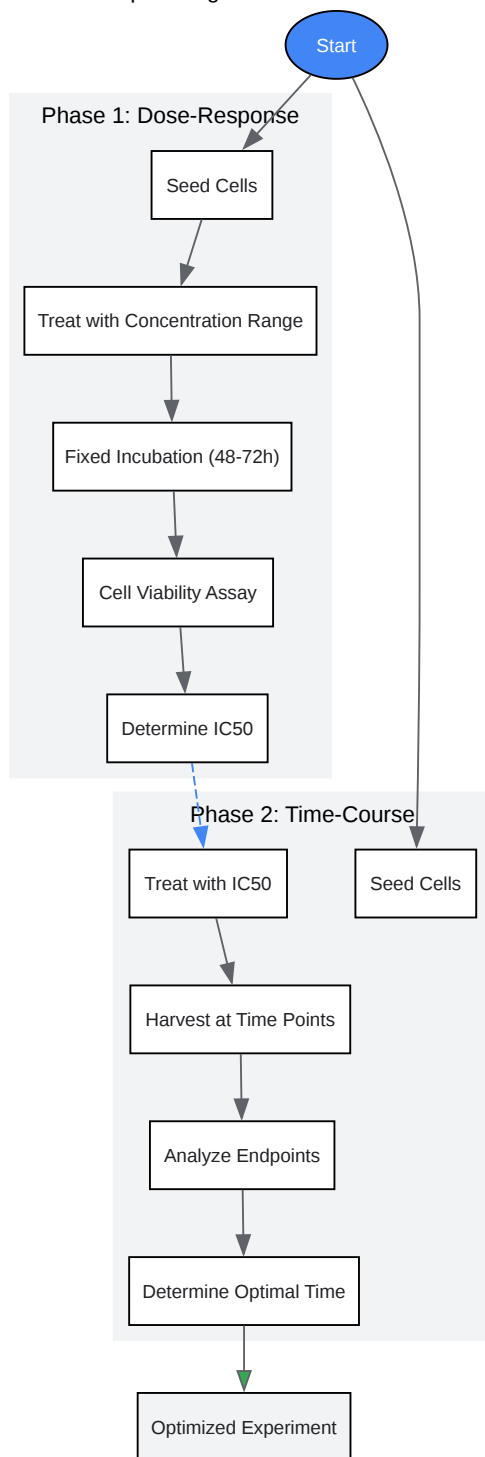 Start
Phase 1: Dose-Response
Seed Cells
Treat with Concentration Range
Fixed Incubation (48-72h)
Cell Viability Assay
Determine IC50
Phase 2: Time-Course
Treat with IC50
Seed Cells
Harvest at Time Points
Analyze Endpoints
Determine Optimal Time
Optimized Experiment